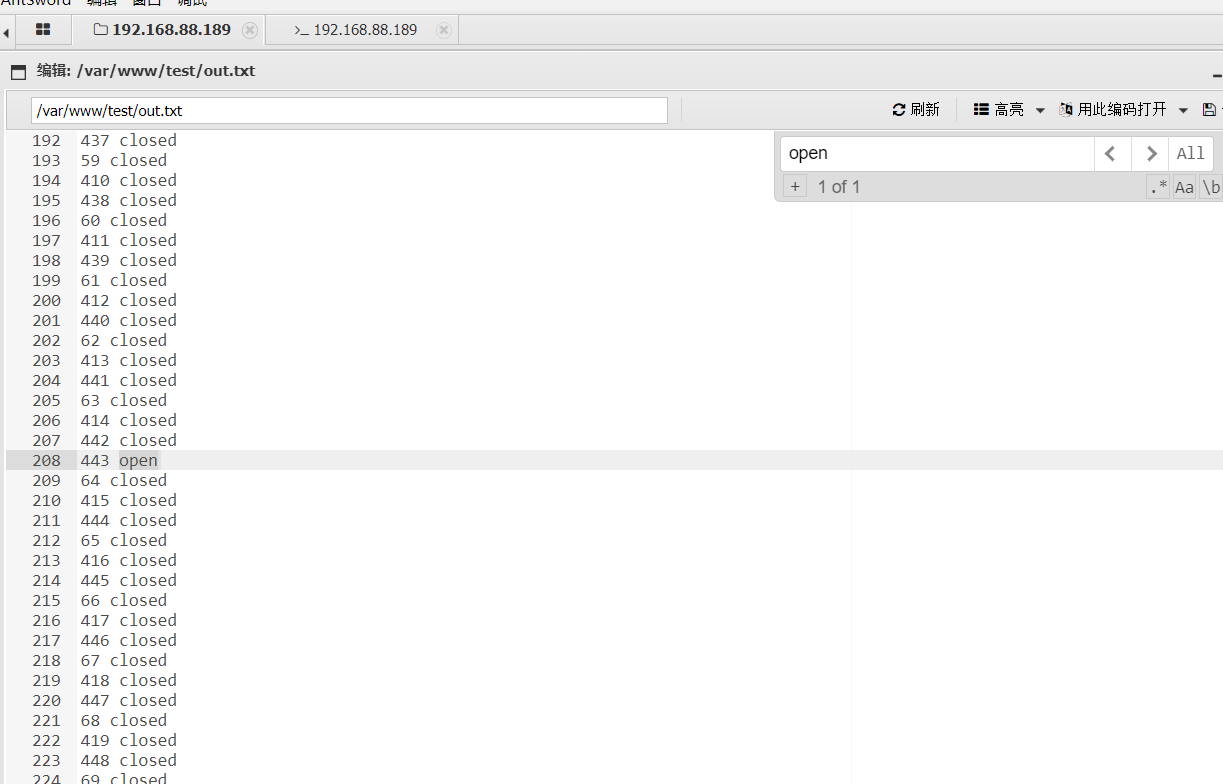 AntSword 编辑 窗口 调试
192.168.88.189 >_ 192.168.88.189
编辑: /var/www/test/out.txt
/var/www/test/out.txt 刷新 高亮 用此编码打开
open All
+ 1 of 1 .* Aa \b
192 437 closed
193 59 closed
194 410 closed
195 438 closed
196 60 closed
197 411 closed
198 439 closed
199 61 closed
200 412 closed
201 440 closed
202 62 closed
203 413 closed
204 441 closed
205 63 closed
206 414 closed
207 442 closed
208 443 open
209 64 closed
210 415 closed
211 444 closed
212 65 closed
213 416 closed
214 445 closed
215 66 closed
216 417 closed
217 446 closed
218 67 closed
219 418 closed
220 447 closed
221 68 closed
222 419 closed
223 448 closed
224 69 closed